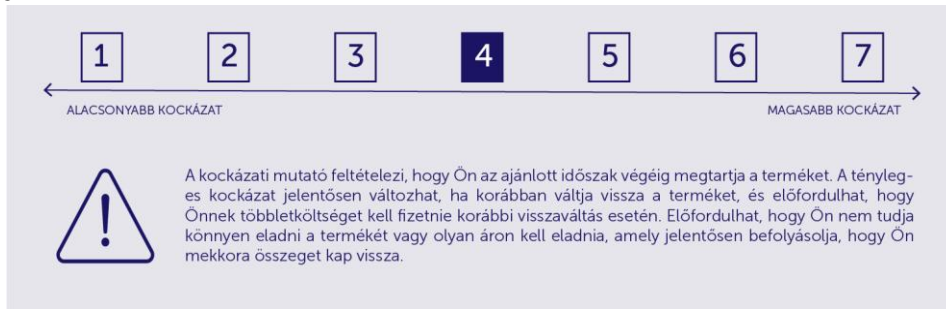 1 2 3 4 5 6 7
ALACSONYABB KOCKÁZAT MAGASABB KOCKÁZAT
A kockázati mutató feltételezi, hogy Ön az ajánlott időszak végéig megtartja a terméket. A tényleg-
es kockázat jelentősen változhat, ha korábban váltja vissza a terméket, és előfordulhat, hogy
Önnek többletköltséget kell fizetnie korábbi visszaváltás esetén. Előfordulhat, hogy Ön nem tudja
könnyen eladni a termékét vagy olyan áron kell eladnia, amely jelentősen befolyásolja, hogy Ön
mekkora összeget kap vissza.